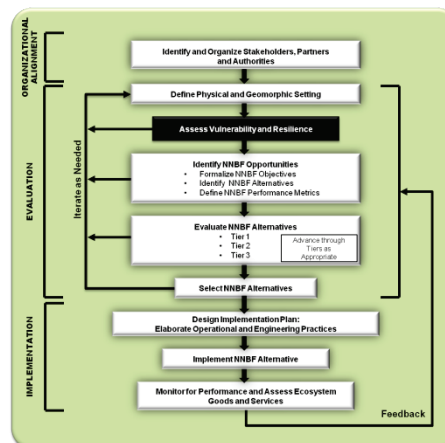 ORGANIZATIONAL
ALIGNMENT
Identify and Organize Stakeholders, Partners
and Authorities
EVALUATION
Iterate as Needed
Define Physical and Geomorphic Setting
Assess Vulnerability and Resilience
Identify NNBF Opportunities
• Formalize NNBF Objectives
• Identify NNBF Alternatives
• Define NNBF Performance Metrics
Evaluate NNBF Alternatives
• Tier 1
• Tier 2
• Tier 3
Advance through
Tiers as
Appropriate
Select NNBF Alternatives
IMPLEMENTATION
Design Implementation Plan:
Elaborate Operational and Engineering Practices
Implement NNBF Alternative
Monitor for Performance and Assess Ecosystem
Goods and Services
Feedback